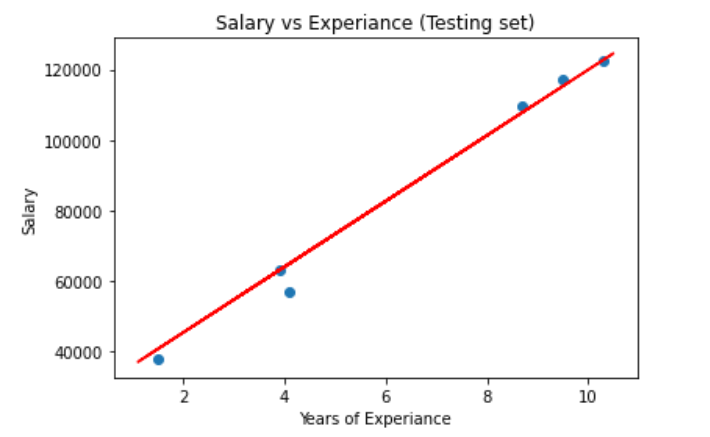 Salary vs Experiance (Testing set)
120000
100000
80000
60000
40000
Salary
2 4 6 8 10
Years of Experiance